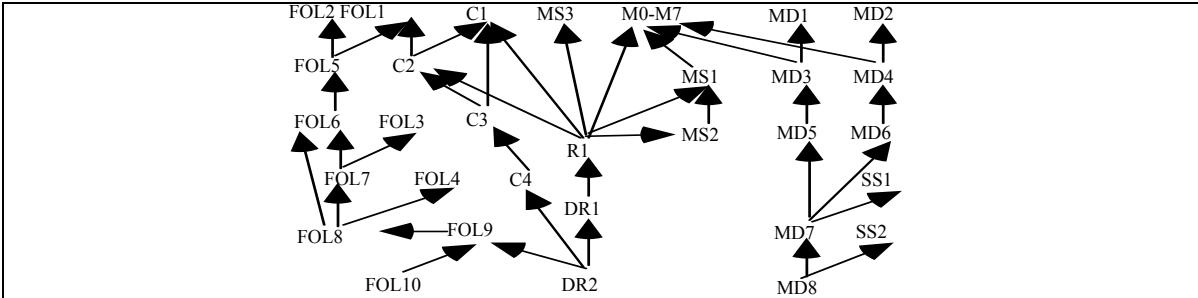 FOL2 FOL1 C1 MS3 M0-M7 MD1 MD2
FOL5 C2 MS1 MD3 MD4
FOL6 FOL3 C3 R1 MS2 MD5 MD6
FOL7 FOL4 C4 SS1
DR1
FOL8 FOL9 MD7 SS2
FOL10 DR2 MD8